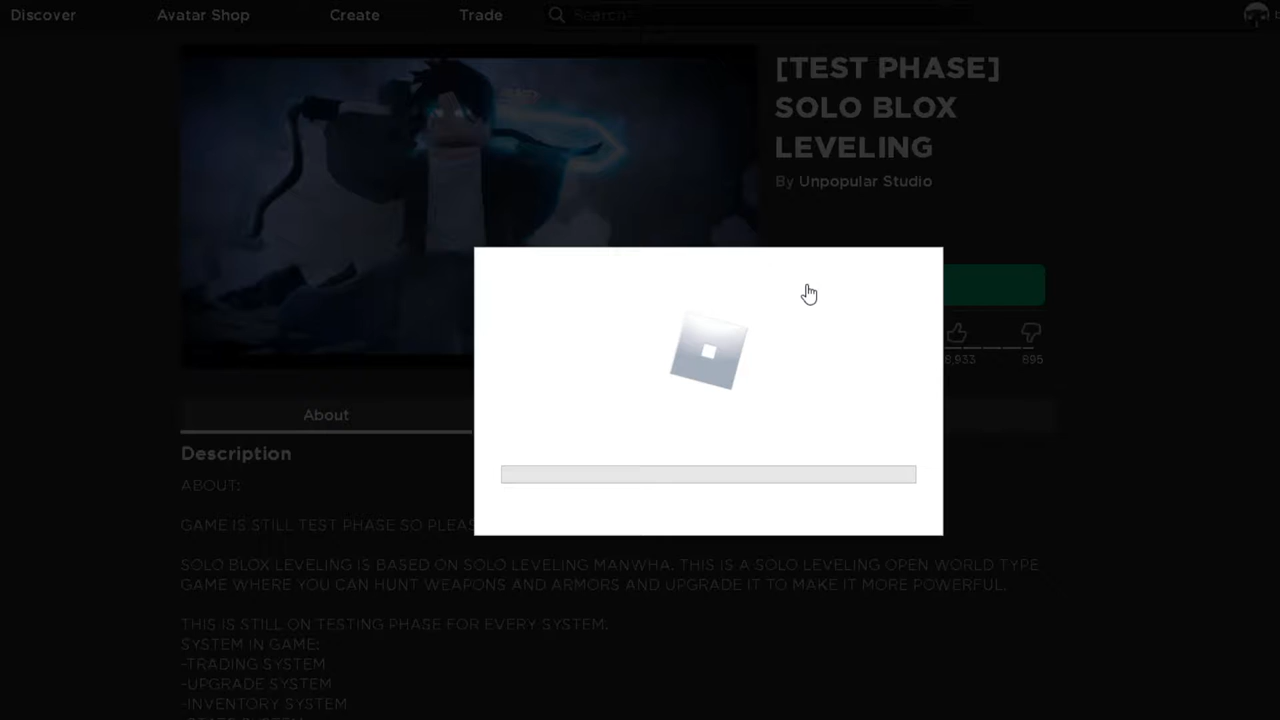 Discover Avatar Shop Create Trade Search
[TEST PHASE]
SOLO BLOX
LEVELING
By Unpopular Studio
8,933 895
About
Description
ABOUT:
GAME IS STILL TEST PHASE SO PLEAS
SOLO BLOX LEVELING IS BASED ON SOLO LEVELING MANWHA. THIS IS A SOLO LEVELING OPEN WORLD TYPE
GAME WHERE YOU CAN HUNT WEAPONS AND ARMORS AND UPGRADE IT TO MAKE IT MORE POWERFUL.
THIS IS STILL ON TESTING PHASE FOR EVERY SYSTEM.
SYSTEM IN GAME:
-TRADING SYSTEM
-UPGRADE SYSTEM
-INVENTORY SYSTEM